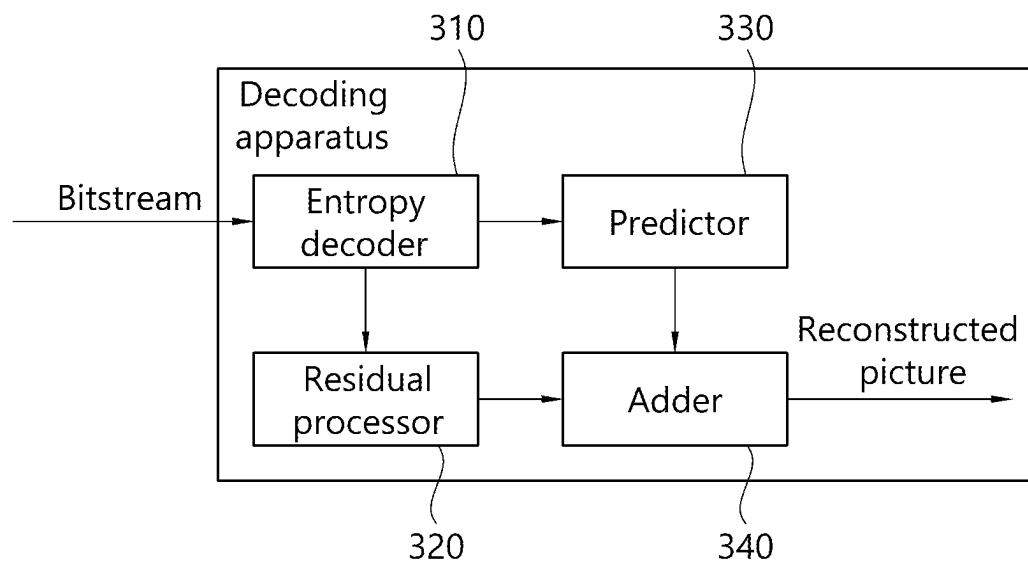 310
330
Decoding
apparatus
Bitstream
Entropy
decoder
Predictor
Residual
processor
Adder
Reconstructed
picture
320
340